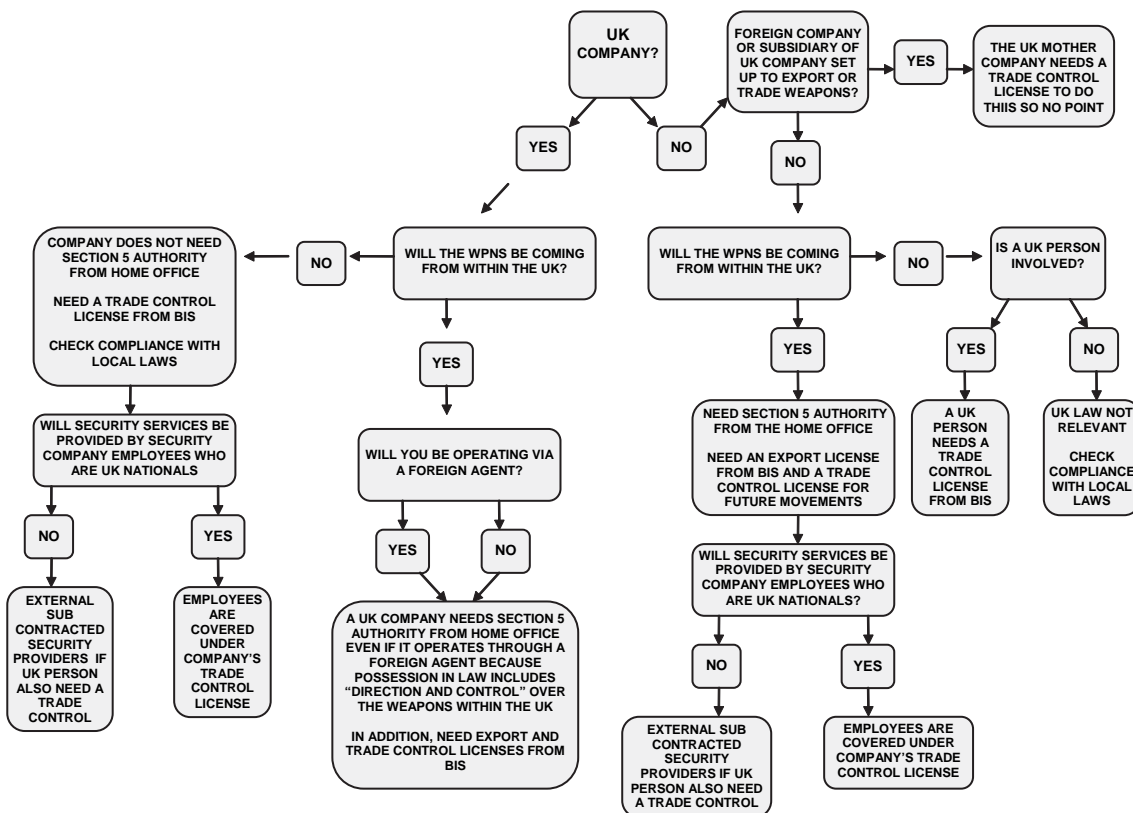 UK
COMPANY?
FOREIGN COMPANY
OR SUBSIDIARY OF
UK COMPANY SET
UP TO EXPORT OR
TRADE WEAPONS?
YES
THE UK MOTHER
COMPANY NEEDS A
TRADE CONTROL
LICENSE TO DO
THIS SO NO POINT
YES
NO
NO
COMPANY DOES NOT NEED
SECTION 5 AUTHORITY
FROM HOME OFFICE
NEED A TRADE CONTROL
LICENSE FROM BIS
CHECK COMPLIANCE WITH
LOCAL LAWS
NO
WILL THE WPNS BE COMING
FROM WITHIN THE UK?
WILL THE WPNS BE COMING
FROM WITHIN THE UK?
NO
IS A UK PERSON
INVOLVED?
YES
YES
YES
NO
WILL SECURITY SERVICES BE
PROVIDED BY SECURITY
COMPANY EMPLOYEES WHO
ARE UK NATIONALS
WILL YOU BE OPERATING VIA
A FOREIGN AGENT?
NEED SECTION 5 AUTHORITY
FROM THE HOME OFFICE
NEED AN EXPORT LICENSE
FROM BIS AND A TRADE
CONTROL LICENSE FOR
FUTURE MOVEMENTS
A UK
PERSON
NEEDS A
TRADE
CONTROL
LICENSE
FROM BIS
UK LAW NOT
RELEVANT
CHECK
COMPLIANCE
WITH LOCAL
LAWS
NO
YES
YES
NO
WILL SECURITY SERVICES BE
PROVIDED BY SECURITY
COMPANY EMPLOYEES WHO
ARE UK NATIONALS?
EXTERNAL
SUB
CONTRACTED
SECURITY
PROVIDERS IF
UK PERSON
ALSO NEED A
TRADE
CONTROL
EMPLOYEES
ARE
COVERED
UNDER
COMPANY'S
TRADE
CONTROL
LICENSE
A UK COMPANY NEEDS SECTION 5
AUTHORITY FROM HOME OFFICE
EVEN IF IT OPERATES THROUGH A
FOREIGN AGENT BECAUSE
POSSESSION IN LAW INCLUDES
“DIRECTION AND CONTROL” OVER
THE WEAPONS WITHIN THE UK
IN ADDITION, NEED EXPORT AND
TRADE CONTROL LICENSES FROM
BIS
NO
YES
EXTERNAL SUB
CONTRACTED
SECURITY
PROVIDERS IF UK
PERSON ALSO NEED
A TRADE CONTROL
EMPLOYEES ARE
COVERED UNDER
COMPANY'S TRADE
CONTROL LICENSE